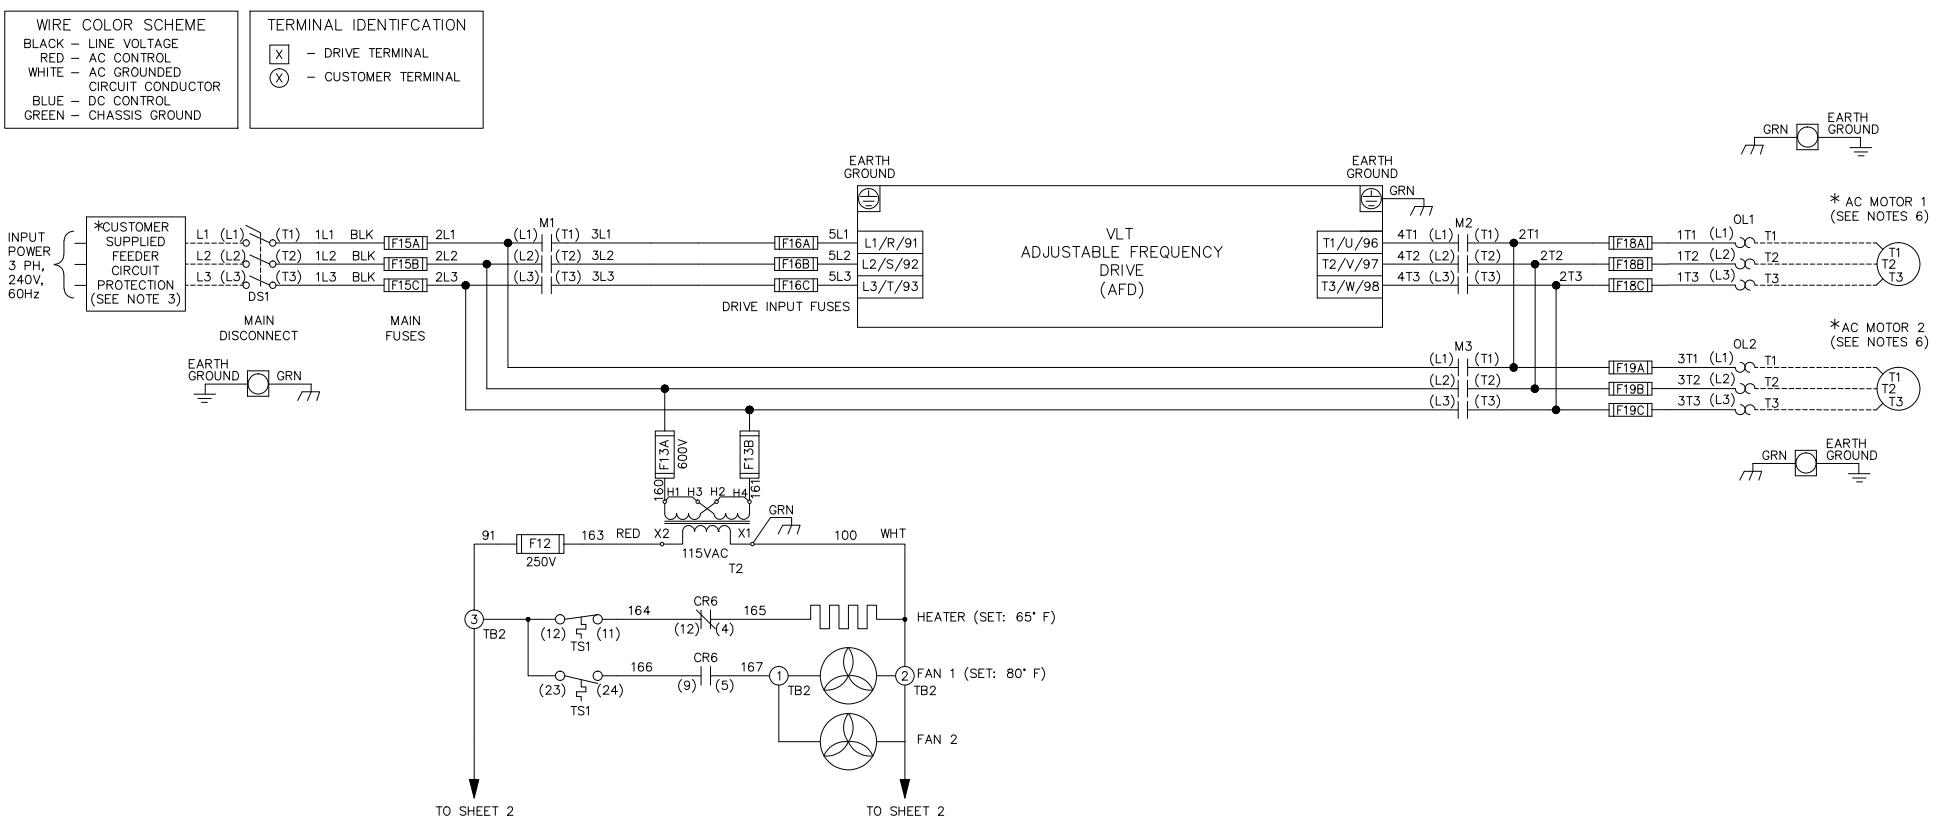 WIRE COLOR SCHEME
BLACK – LINE VOLTAGE
RED – AC CONTROL
WHITE – AC GROUNDED
CIRCUIT CONDUCTOR
BLUE – DC CONTROL
GREEN – CHASSIS GROUND
TERMINAL IDENTIFCATION
X – DRIVE TERMINAL
X – CUSTOMER TERMINAL
INPUT
POWER
3 PH,
240V,
60Hz
*CUSTOMER
SUPPLIED
FEEDER
CIRCUIT
PROTECTION
(SEE NOTE 3)
L1 (L1) (T1) 1L1 BLK F15A 2L1
L2 (L2) (T2) 1L2 BLK F15B 2L2
L3 (L3) (T3) 1L3 BLK F15C 2L3
DS1
MAIN
DISCONNECT
MAIN
FUSES
EARTH
GROUND
GRN
M1
(L1) (T1) 3L1 F16A 5L1
(L2) (T2) 3L2 F16B 5L2
(L3) (T3) 3L3 F16C 5L3
DRIVE INPUT FUSES
EARTH
GROUND
L1/R/91
L2/S/92
L3/T/93
VLT
ADJUSTABLE FREQUENCY
DRIVE
(AFD)
EARTH
GROUND
GRN
T1/U/96
T2/V/97
T3/W/98
M2
4T1 (L1) (T1) 2T1
4T2 (L2) (T2) 2T2
4T3 (L3) (T3) 2T3
F18A 1T1 (L1) T1
F18B 1T2 (L2) T2
F18C 1T3 (L3) T3
OL1
GRN
EARTH
GROUND
* AC MOTOR 1
(SEE NOTES 6)
T1
T2
T3
M3
(L1) (T1)
(L2) (T2)
(L3) (T3)
F19A 3T1 (L1) T1
F19B 3T2 (L2) T2
F19C 3T3 (L3) T3
OL2
*AC MOTOR 2
(SEE NOTES 6)
T1
T2
T3
GRN
EARTH
GROUND
F13A
600V
F13B
160
161
H1 H3 H2 H4
GRN
91 F12 163 RED X2 X1 100 WHT
250V
115VAC
T2
3
TB2
164 CR6 165
(12) (11) (12) (4)
TS1
HEATER (SET: 65° F)
166 CR6 167
(23) (24) (9) (5)
TS1
1
TB2
2
TB2
FAN 1 (SET: 80° F)
FAN 2
TO SHEET 2
TO SHEET 2